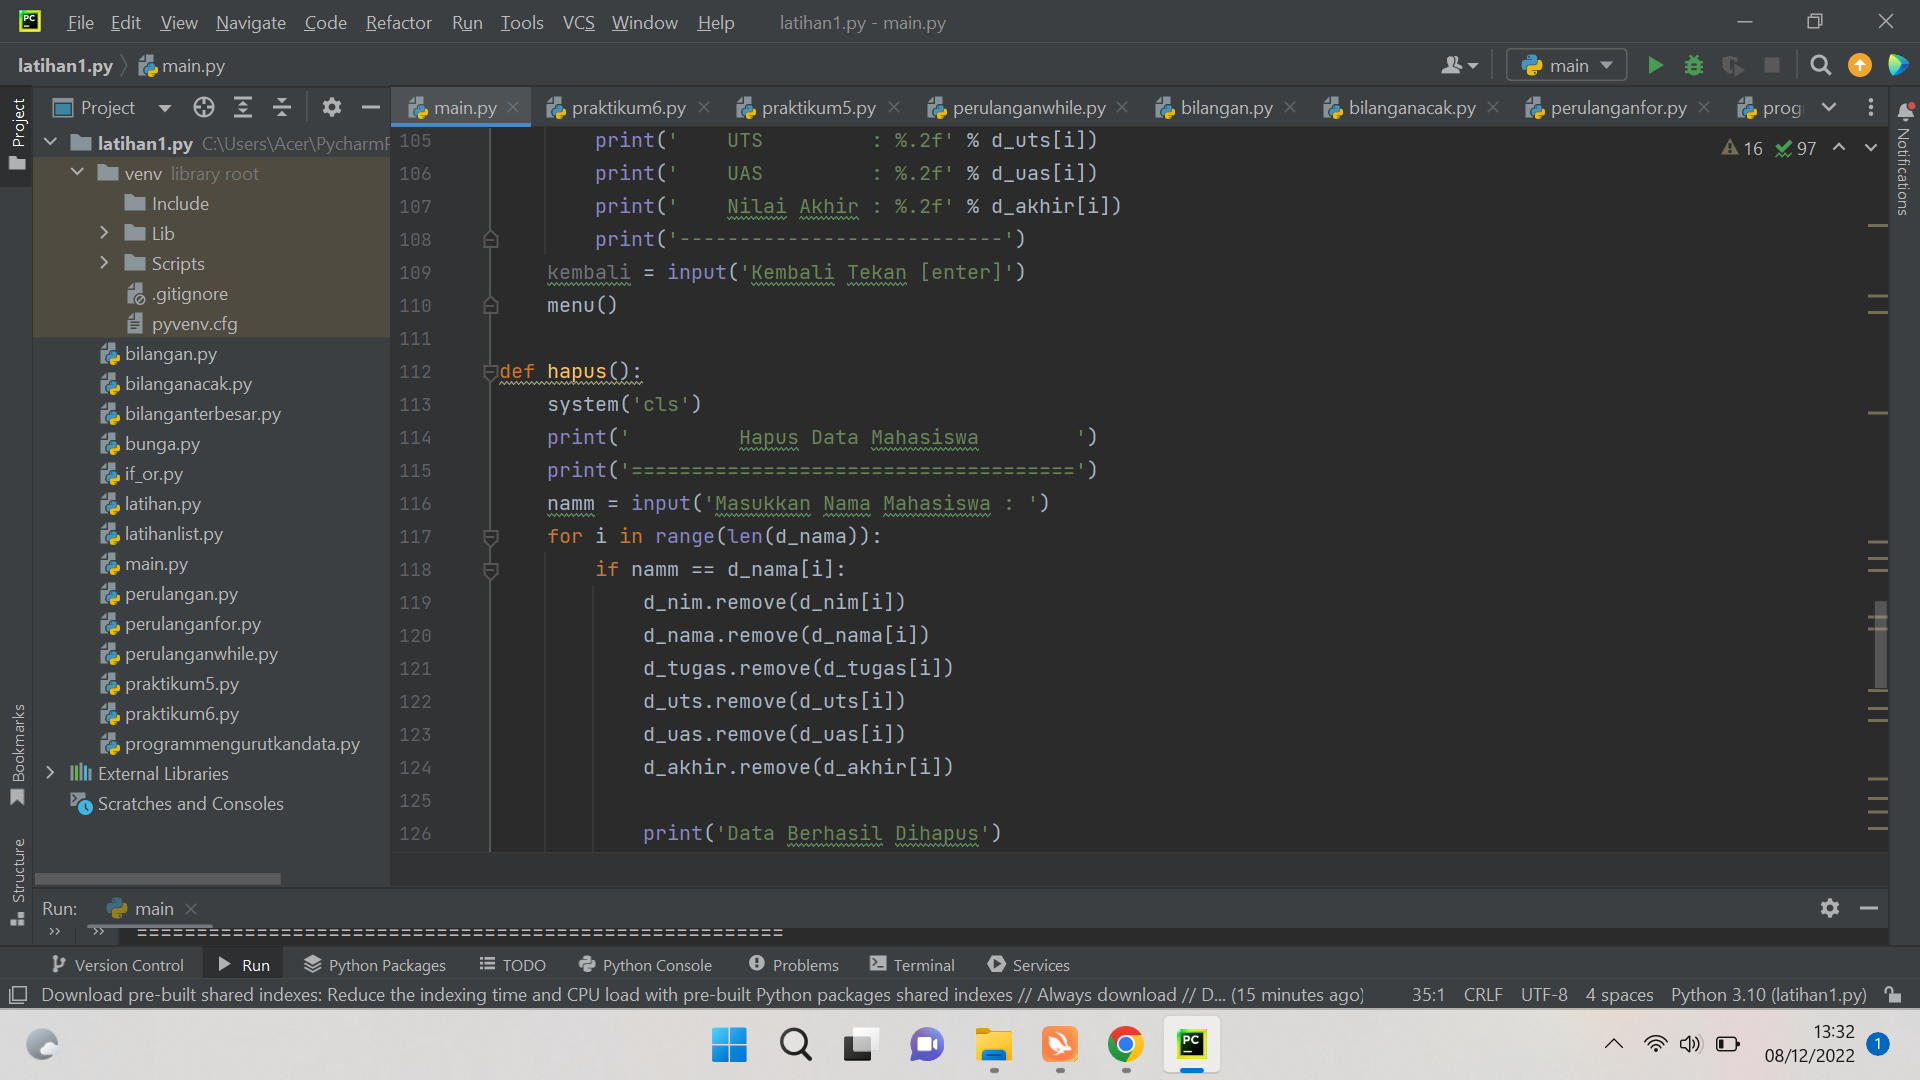 PC File Edit View Navigate Code Refactor Run Tools VCS Window Help latihan1.py - main.py
latihan1.py main.py main
Project main.py praktikum6.py praktikum5.py perulanganwhile.py bilangan.py bilanganacak.py perulanganfor.py prog
Project
Bookmarks
Structure
Notifications
16 97
latihan1.py C:\Users\Acer\PycharmP
venv library root
Include
Lib
Scripts
.gitignore
pyvenv.cfg
bilangan.py
bilanganacak.py
bilanganterbesar.py
bunga.py
if_or.py
latihan.py
latihanlist.py
main.py
perulangan.py
perulanganfor.py
perulanganwhile.py
praktikum5.py
praktikum6.py
programmengurutkandata.py
External Libraries
Scratches and Consoles
105 print('    UTS         : %.2f' % d_uts[i])
106 print('    UAS         : %.2f' % d_uas[i])
107 print('    Nilai Akhir : %.2f' % d_akhir[i])
108 print('---------------------------')
109 kembali = input('Kembali Tekan [enter]')
110 menu()
111
112 def hapus():
113 system('cls')
114 print('         Hapus Data Mahasiswa        ')
115 print('=====================================')
116 namm = input('Masukkan Nama Mahasiswa : ')
117 for i in range(len(d_nama)):
118 if namm == d_nama[i]:
119 d_nim.remove(d_nim[i])
120 d_nama.remove(d_nama[i])
121 d_tugas.remove(d_tugas[i])
122 d_uts.remove(d_uts[i])
123 d_uas.remove(d_uas[i])
124 d_akhir.remove(d_akhir[i])
125
126 print('Data Berhasil Dihapus')
Run: main
======================================================
Version Control Run Python Packages TODO Python Console Problems Terminal Services
Download pre-built shared indexes: Reduce the indexing time and CPU load with pre-built Python packages shared indexes // Always download // D... (15 minutes ago) 35:1 CRLF UTF-8 4 spaces Python 3.10 (latihan1.py)
PC
13:32
08/12/2022
1